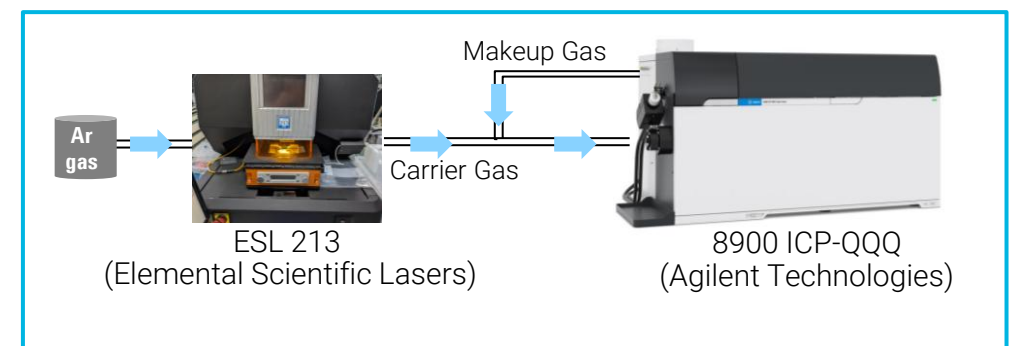 Makeup Gas
Ar
gas
Carrier Gas
ESL 213
(Elemental Scientific Lasers)
8900 ICP-QQQ
(Agilent Technologies)